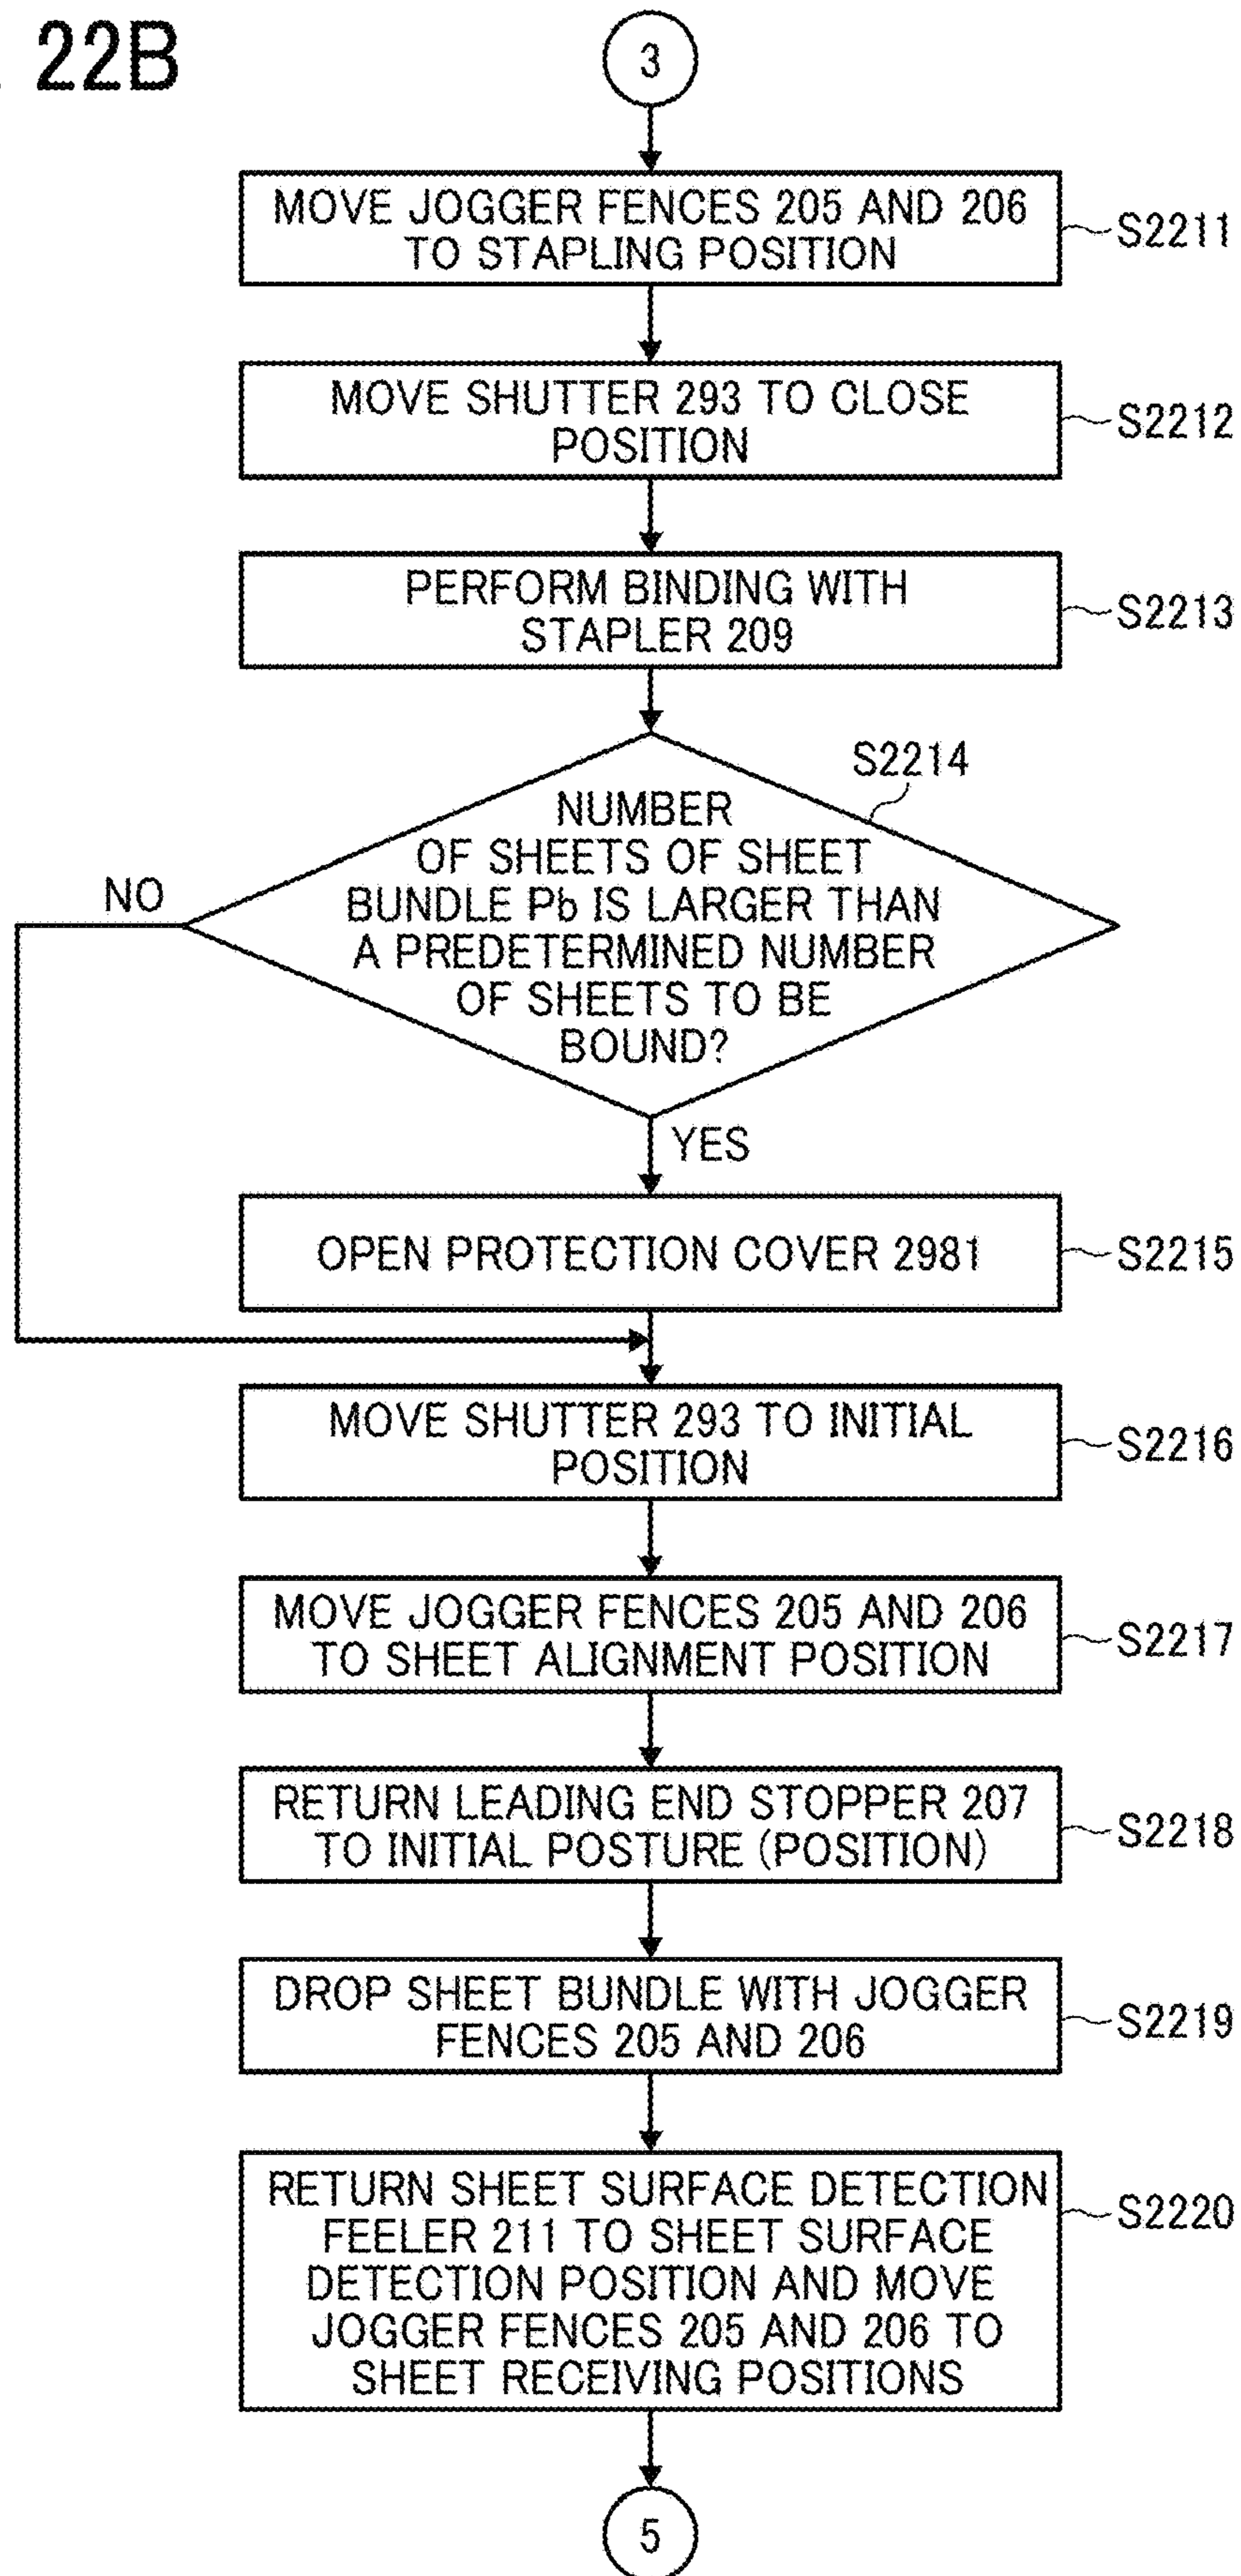 22B
3
MOVE JOGGER FENCES 205 AND 206
TO STAPLING POSITION
S2211
MOVE SHUTTER 293 TO CLOSE
POSITION
S2212
PERFORM BINDING WITH
STAPLER 209
S2213
S2214
NUMBER
OF SHEETS OF SHEET
BUNDLE Pb IS LARGER THAN
A PREDETERMINED NUMBER
OF SHEETS TO BE
BOUND?
NO
YES
OPEN PROTECTION COVER 2981
S2215
MOVE SHUTTER 293 TO INITIAL
POSITION
S2216
MOVE JOGGER FENCES 205 AND 206
TO SHEET ALIGNMENT POSITION
S2217
RETURN LEADING END STOPPER 207
TO INITIAL POSTURE (POSITION)
S2218
DROP SHEET BUNDLE WITH JOGGER
FENCES 205 AND 206
S2219
RETURN SHEET SURFACE DETECTION
FEELER 211 TO SHEET SURFACE
DETECTION POSITION AND MOVE
JOGGER FENCES 205 AND 206 TO
SHEET RECEIVING POSITIONS
S2220
5